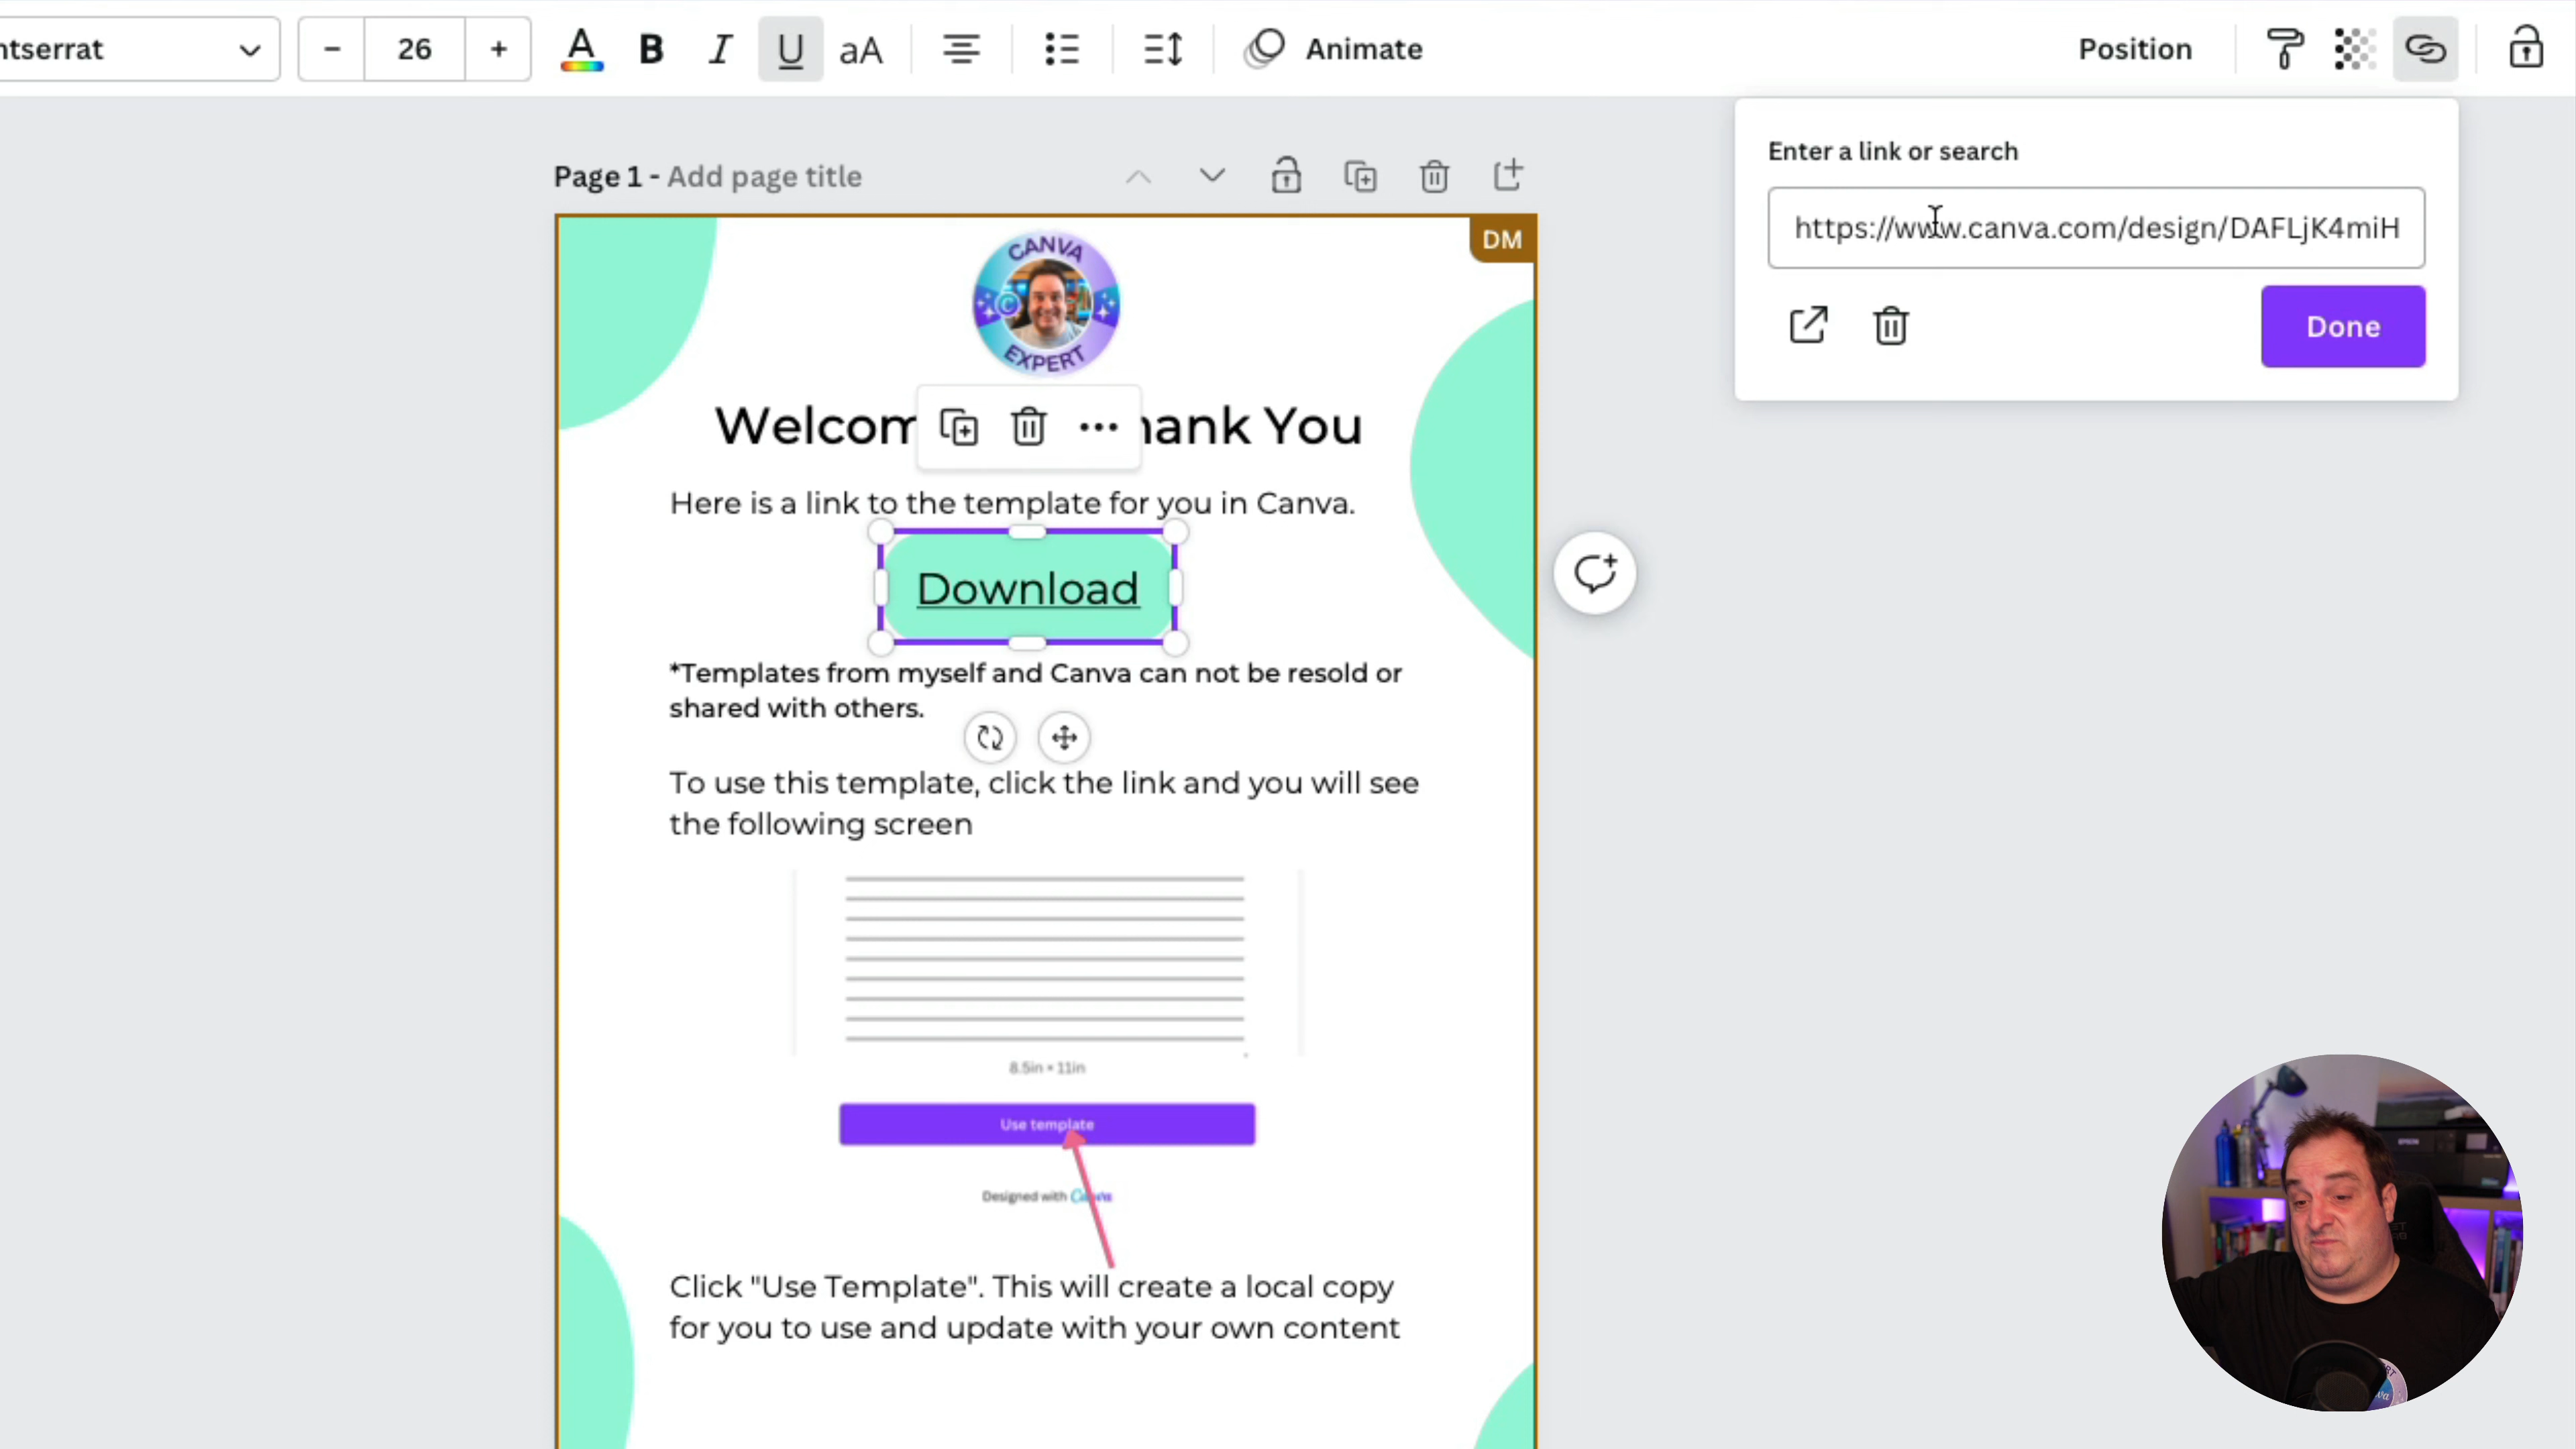 ntserrat
26
A
B
I
U
aA
Animate
Position
Enter a link or search
https://www.canva.com/design/DAFLjK4miH
Done
Page 1 - Add page title
DM
CANVA
EXPERT
Welcom hank You
Here is a link to the template for you in Canva.
Download
*Templates from myself and Canva can not be resold or
shared with others.
To use this template, click the link and you will see
the following screen
8.5in × 11in
Use template
Designed with Canva
Click "Use Template". This will create a local copy
for you to use and update with your own content